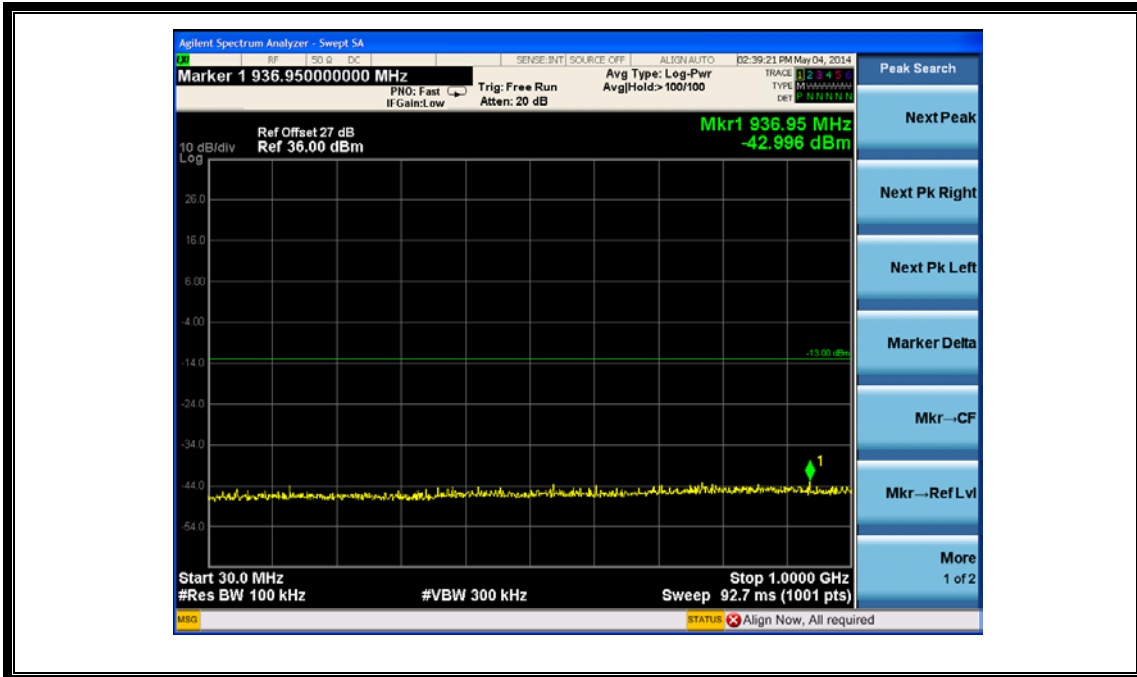 Agilent Spectrum Analyzer - Swept SA
RF 50 Ω DC SENSE:INT SOURCE OFF ALIGN AUTO 02:39:21 PM May 04, 2014
Marker 1 936.950000000 MHz
PNO: Fast
IFGain:Low
Trig: Free Run
Atten: 20 dB
Avg Type: Log-Pwr
Avg|Hold:> 100/100
TRACE 1 2 3 4 5 6
TYPE M
DET P N N N N N
Mkr1 936.95 MHz
-42.996 dBm
Ref Offset 27 dB
Ref 36.00 dBm
10 dB/div
Log
26.0
16.0
6.00
-4.00
-14.0
-24.0
-34.0
-44.0
-54.0
-13.00 dBm
1
Start 30.0 MHz
Stop 1.0000 GHz
#Res BW 100 kHz
#VBW 300 kHz
Sweep 92.7 ms (1001 pts)
MSG
STATUS Align Now, All required
Peak Search
Next Peak
Next Pk Right
Next Pk Left
Marker Delta
Mkr→CF
Mkr→Ref Lvl
More
1 of 2